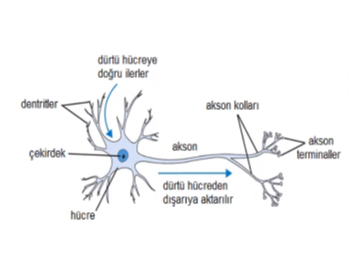 dürtü hücreye
doğru ilerler
dentritler
akson kolları
akson
akson
terminaller
çekirdek
dürtü hücreden
dışarıya aktarılır
hücre